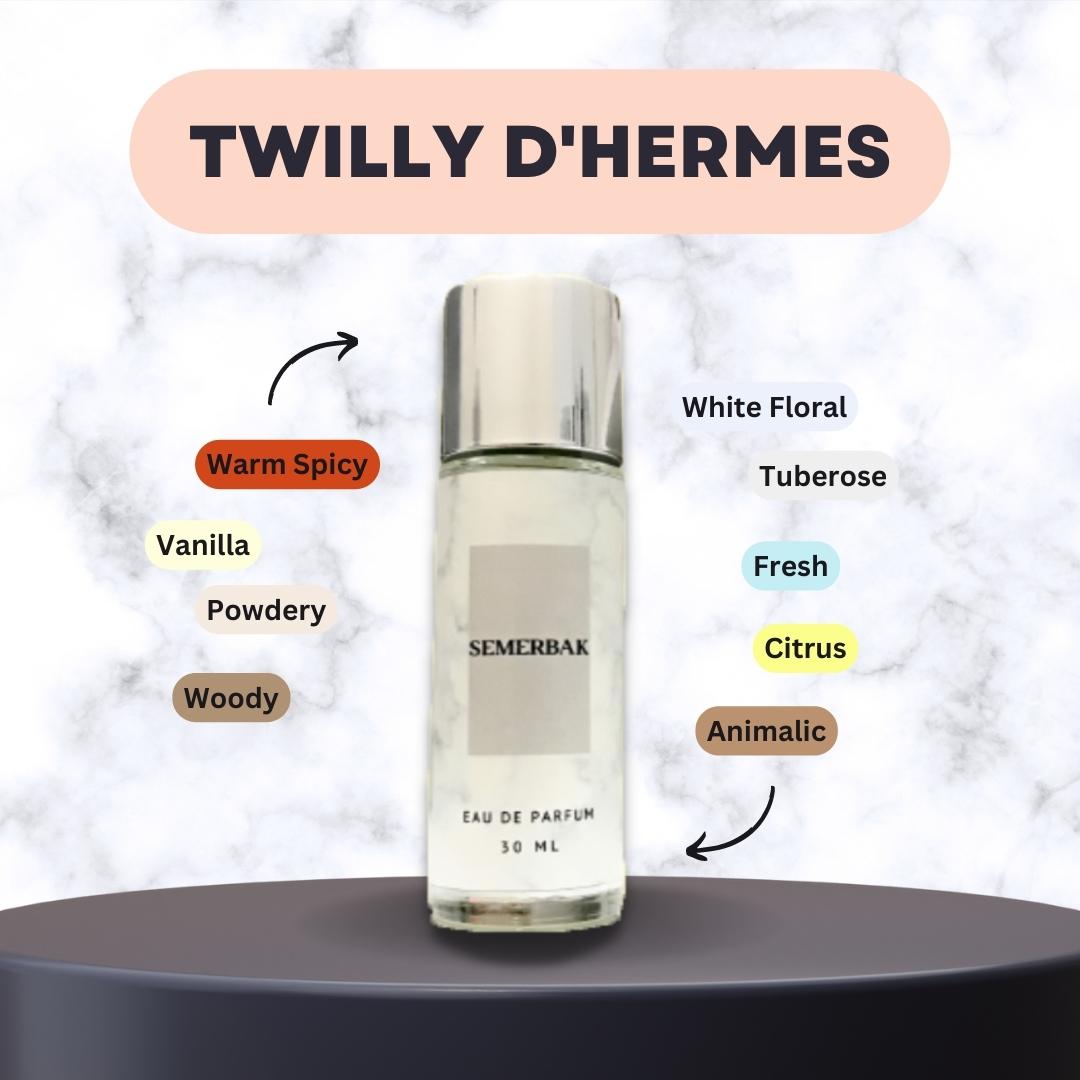 TWILLY D'HERMES
Warm Spicy
Vanilla
Powdery
Woody
SEMERBAK
EAU DE PARFUM
30 ML
White Floral
Tuberose
Fresh
Citrus
Animalic